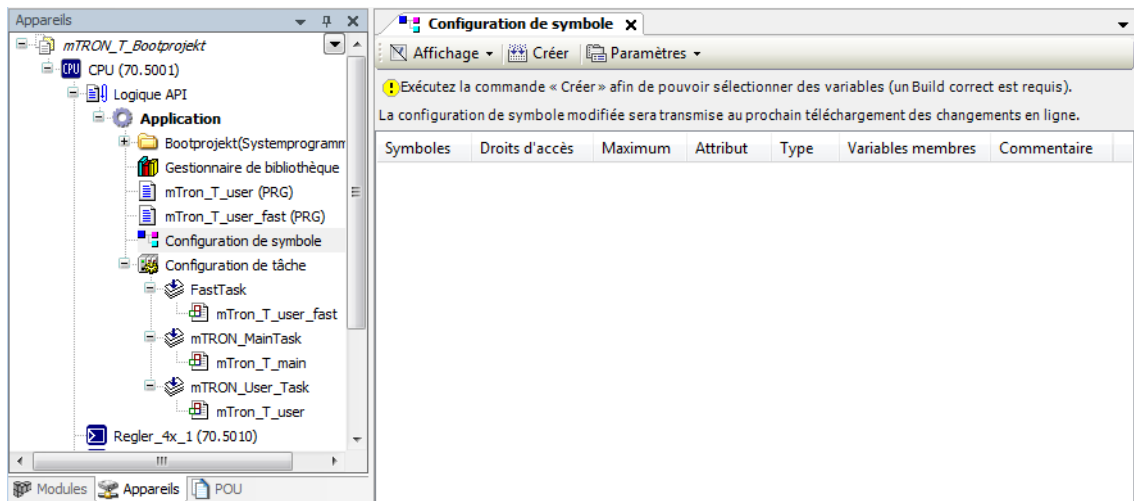 Appareils
mTRON_T_Bootprojekt
CPU (70.5001)
Logique API
Application
Bootprojekt(Systemprogramm
Gestionnaire de bibliothèque
mTron_T_user (PRG)
mTron_T_user_fast (PRG)
Configuration de symbole
Configuration de tâche
FastTask
mTron_T_user_fast
mTRON_MainTask
mTron_T_main
mTRON_User_Task
mTron_T_user
Regler_4x_1 (70.5010)
Modules Appareils POU
Configuration de symbole
Affichage Créer Paramètres
Exécutez la commande « Créer » afin de pouvoir sélectionner des variables (un Build correct est requis).
La configuration de symbole modifiée sera transmise au prochain téléchargement des changements en ligne.
Symboles Droits d'accès Maximum Attribut Type Variables membres Commentaire